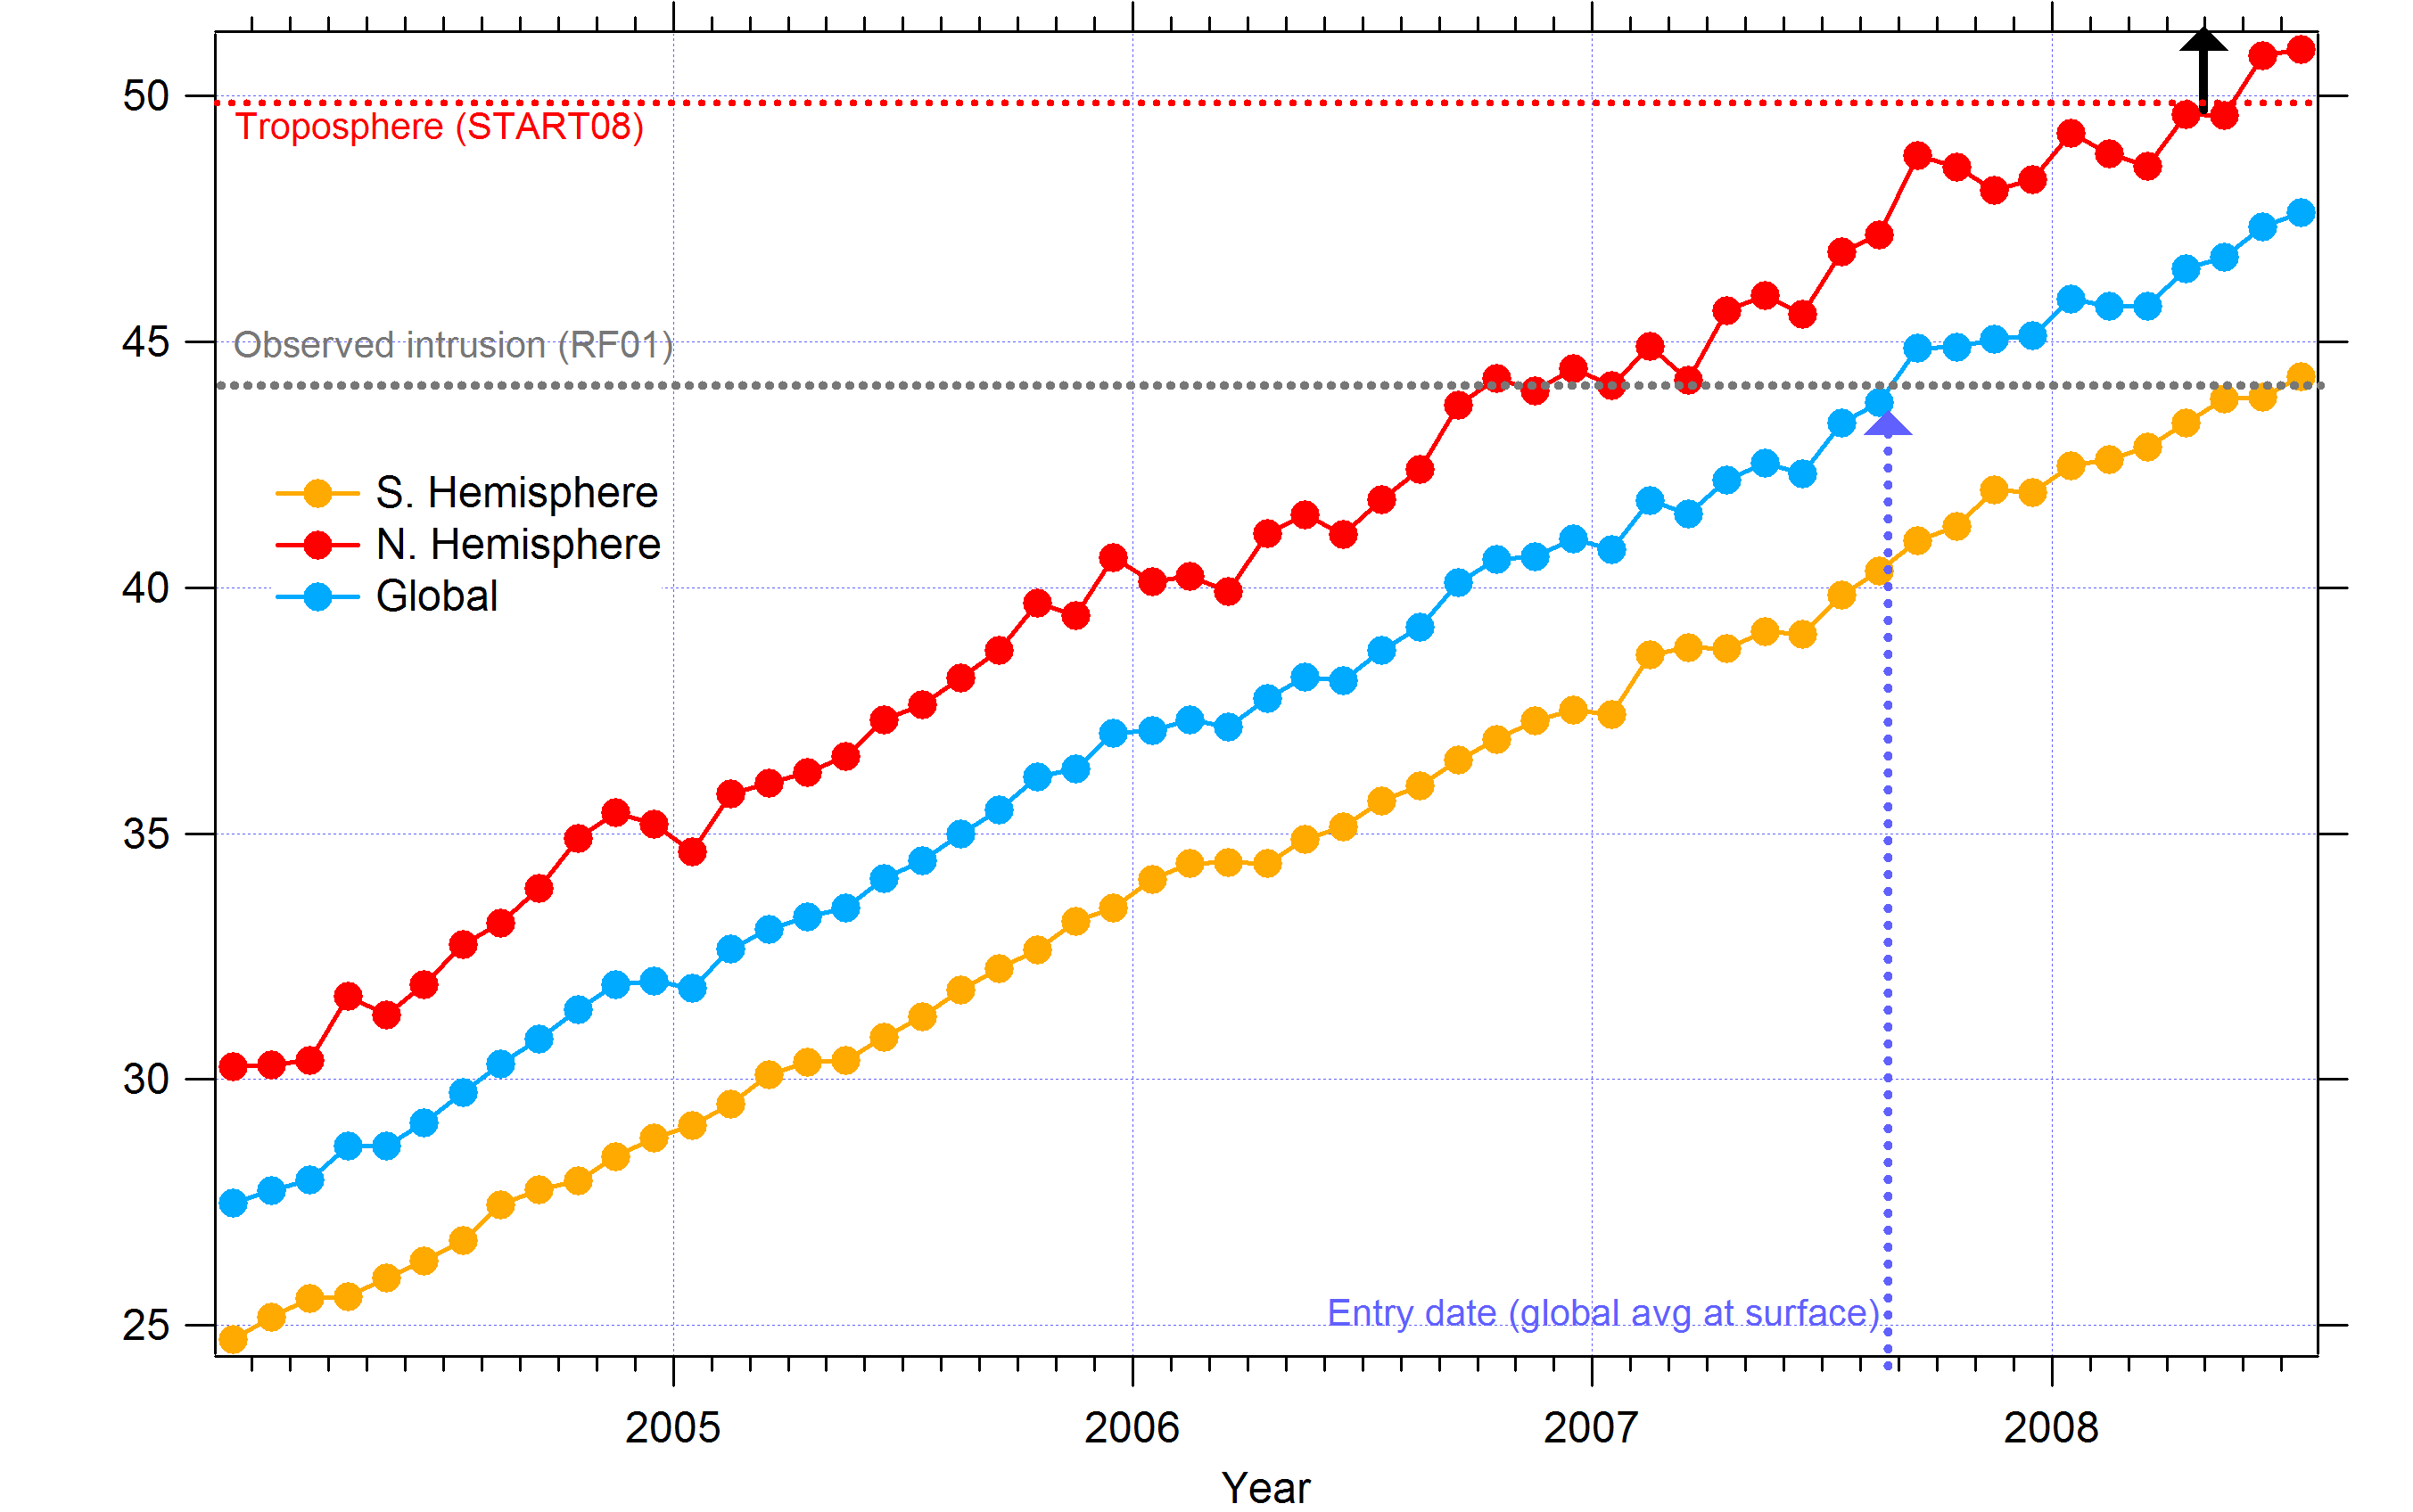 50
Troposphere (START08)
45
Observed intrusion (RF01)
S. Hemisphere
N. Hemisphere
40
Global
35
30
25
Entry date (global avg at surface)
2005
2006
2007
2008
Year